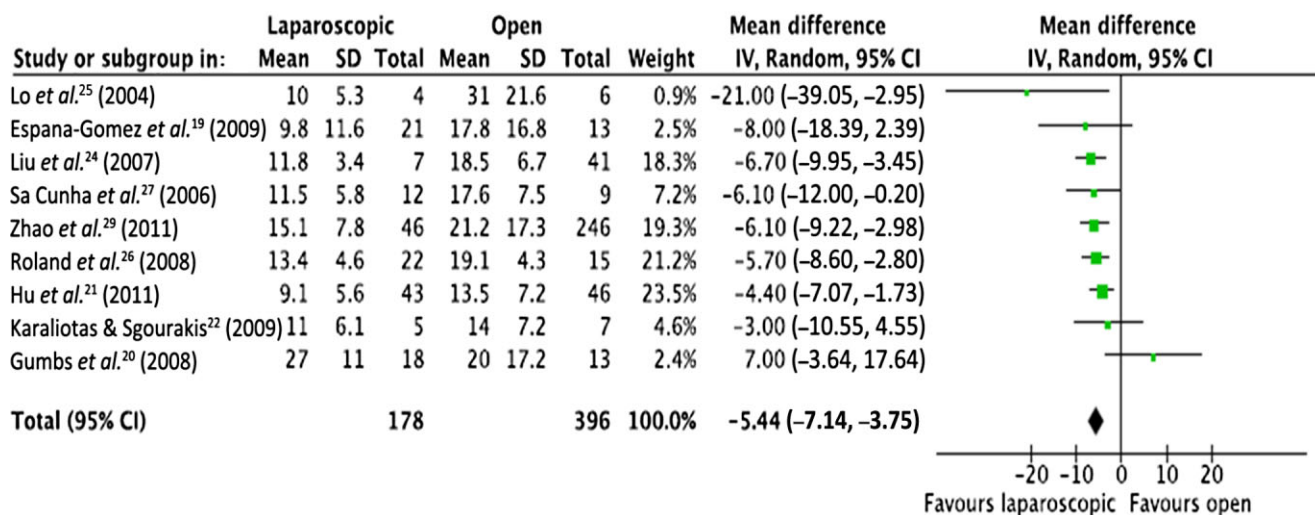 Laparoscopic Open Mean difference Mean difference
Study or subgroup in: Mean SD Total Mean SD Total Weight IV, Random, 95% CI IV, Random, 95% CI
Lo et al.²⁵ (2004) 10 5.3 4 31 21.6 6 0.9% -21.00 (–39.05, –2.95)
Espana-Gomez et al.¹⁹ (2009) 9.8 11.6 21 17.8 16.8 13 2.5% -8.00 (–18.39, 2.39)
Liu et al.²⁴ (2007) 11.8 3.4 7 18.5 6.7 41 18.3% -6.70 (–9.95, –3.45)
Sa Cunha et al.²⁷ (2006) 11.5 5.8 12 17.6 7.5 9 7.2% -6.10 (–12.00, –0.20)
Zhao et al.²⁹ (2011) 15.1 7.8 46 21.2 17.3 246 19.3% -6.10 (–9.22, –2.98)
Roland et al.²⁶ (2008) 13.4 4.6 22 19.1 4.3 15 21.2% -5.70 (–8.60, –2.80)
Hu et al.²¹ (2011) 9.1 5.6 43 13.5 7.2 46 23.5% -4.40 (–7.07, –1.73)
Karaliotas & Sgourakis²² (2009) 11 6.1 5 14 7.2 7 4.6% -3.00 (–10.55, 4.55)
Gumbs et al.²⁰ (2008) 27 11 18 20 17.2 13 2.4% 7.00 (–3.64, 17.64)
Total (95% CI) 178 396 100.0% –5.44 (–7.14, –3.75)
-20 -10 0 10 20
Favours laparoscopic Favours open